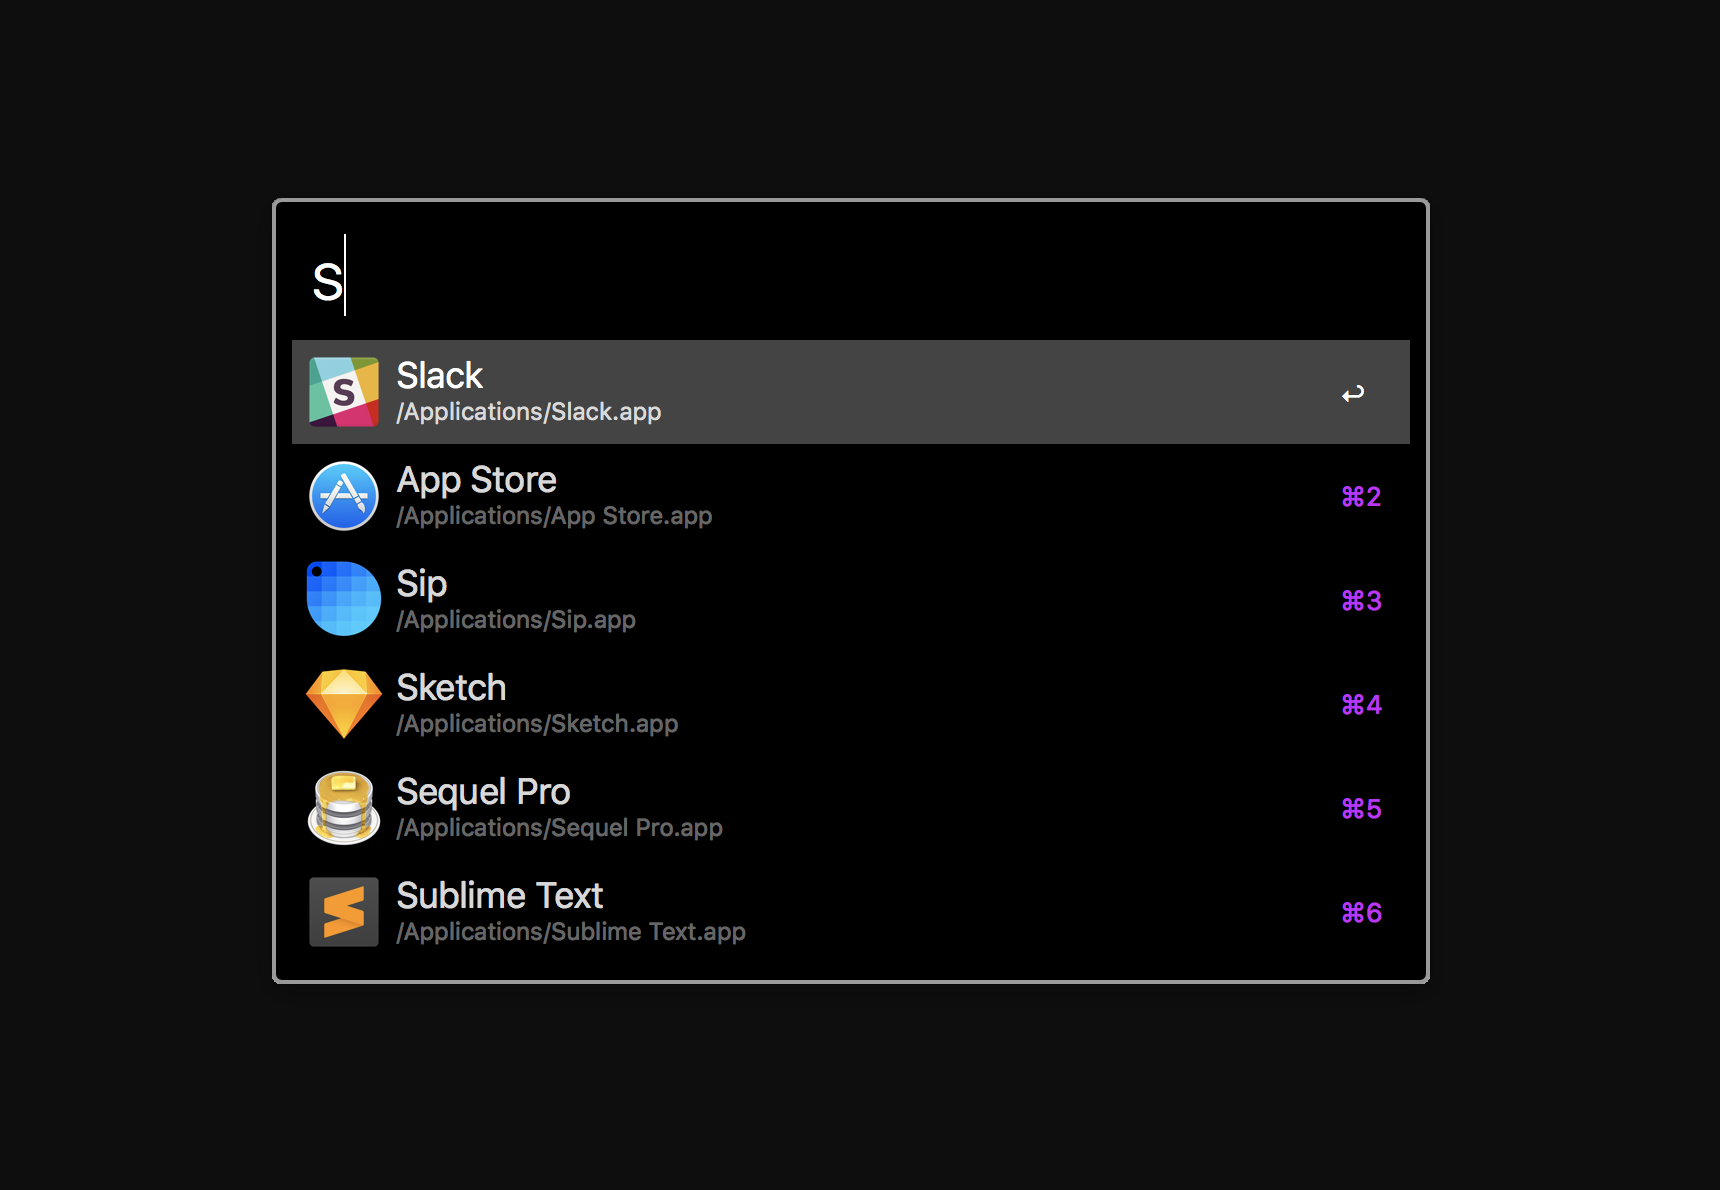 S
S
Slack
/Applications/Slack.app
↩
App Store
/Applications/App Store.app
⌘2
Sip
/Applications/Sip.app
⌘3
Sketch
/Applications/Sketch.app
⌘4
Sequel Pro
/Applications/Sequel Pro.app
⌘5
Sublime Text
/Applications/Sublime Text.app
⌘6